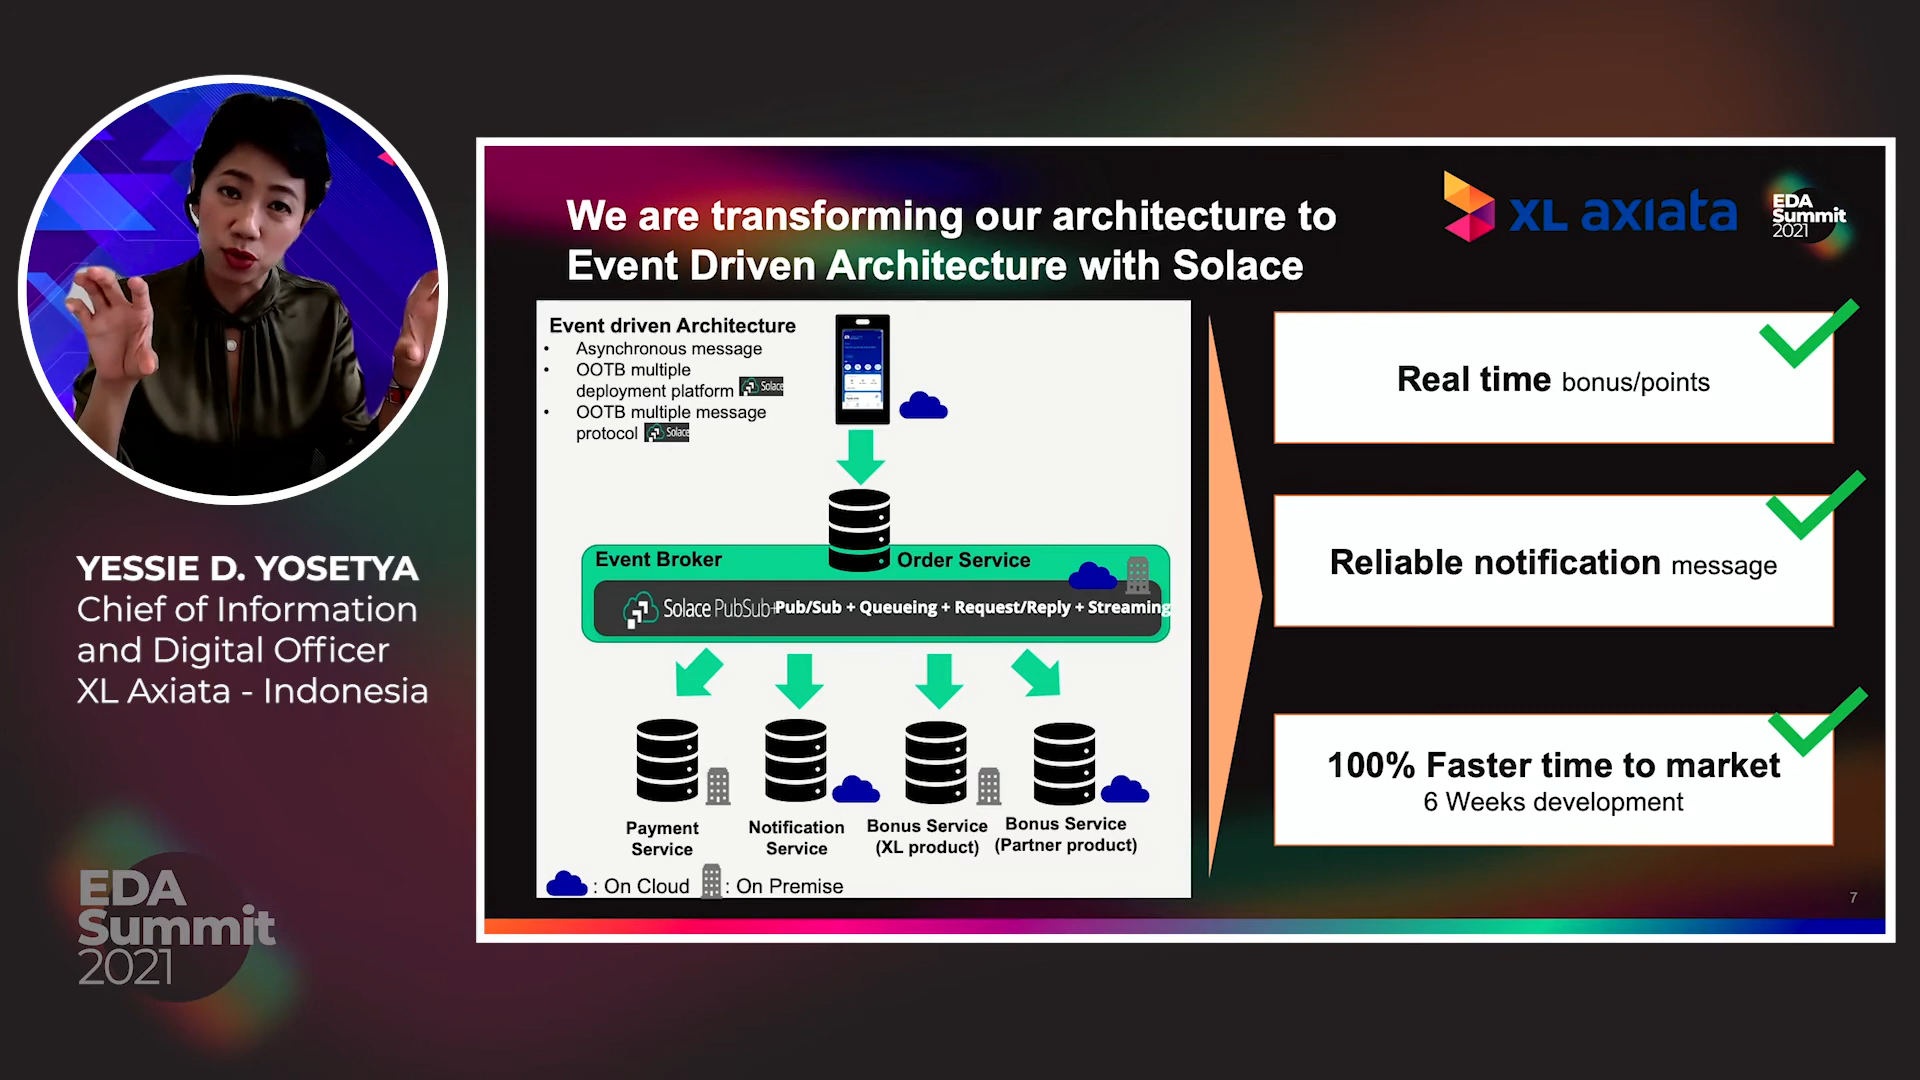 YESSIE D. YOSETYA
Chief of Information
and Digital Officer
XL Axiata - Indonesia
EDA
Summit
2021
We are transforming our architecture to
Event Driven Architecture with Solace
XL axiata
EDA
Summit
2021
Event driven Architecture
• Asynchronous message
• OOTB multiple
deployment platform Solace
• OOTB multiple message
protocol Solace
Event Broker
Order Service
Solace PubSub+
Pub/Sub + Queueing + Request/Reply + Streaming
Payment
Service
Notification
Service
Bonus Service
(XL product)
Bonus Service
(Partner product)
: On Cloud
: On Premise
Real time bonus/points
Reliable notification message
100% Faster time to market
6 Weeks development
7